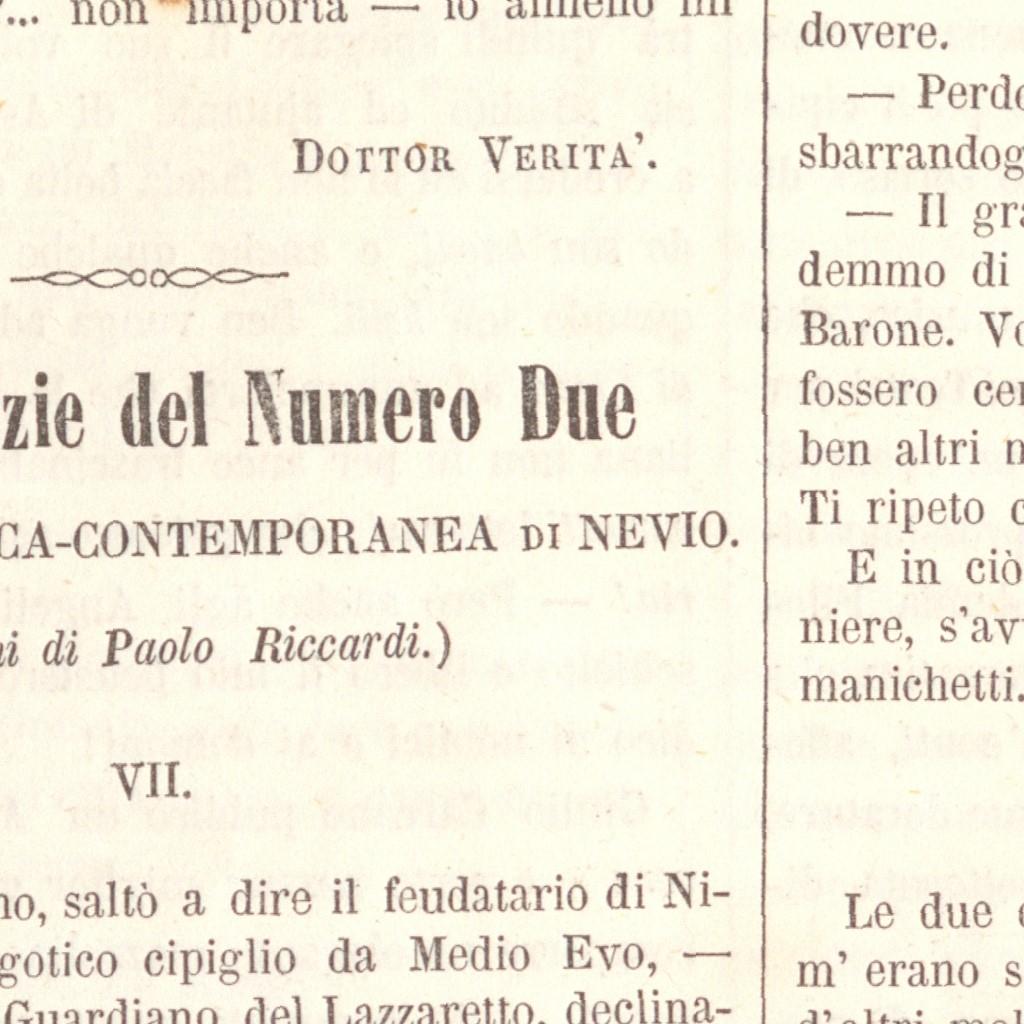 non importa — io almeno mi
DOTTOR VERITA'.
zie del Numero Due
CA-CONTEMPORANEA DI NEVIO.
ni di Paolo Riccardi.)
VII.
no, saltò a dire il feudatario di Ni-
gotico cipiglio da Medio Evo, —
Guardiano del Lazzaretto, declina-
dovere.
— Perdo
sbarrandog
— Il gra
demmo di
Barone. Vo
fossero cer
ben altri m
Ti ripeto c
E in ciò
niere, s'avv
manichetti.
Le due
m' erano s
d'altri mal